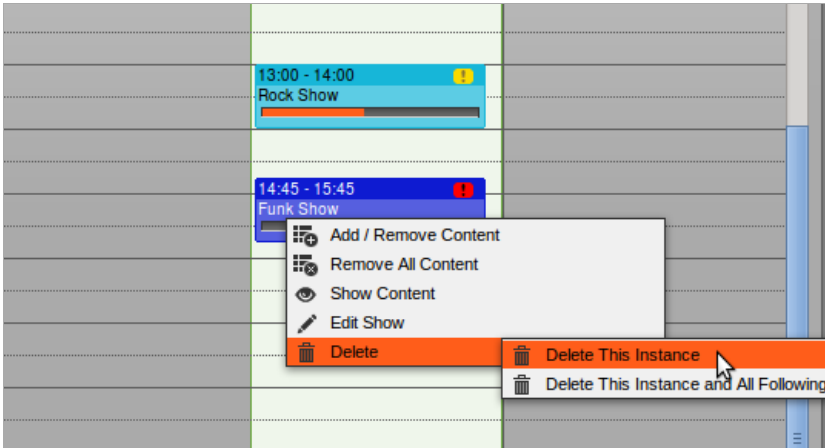 13:00 - 14:00 !
Rock Show
14:45 - 15:45 !
Funk Show
Add / Remove Content
Remove All Content
Show Content
Edit Show
Delete
Delete This Instance
Delete This Instance and All Following